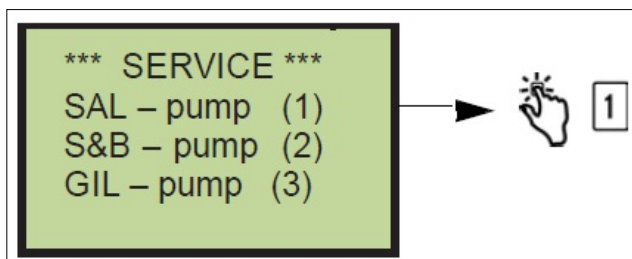 *** SERVICE ***
SAL – pump (1)
S&B – pump (2)
GIL – pump (3)
1